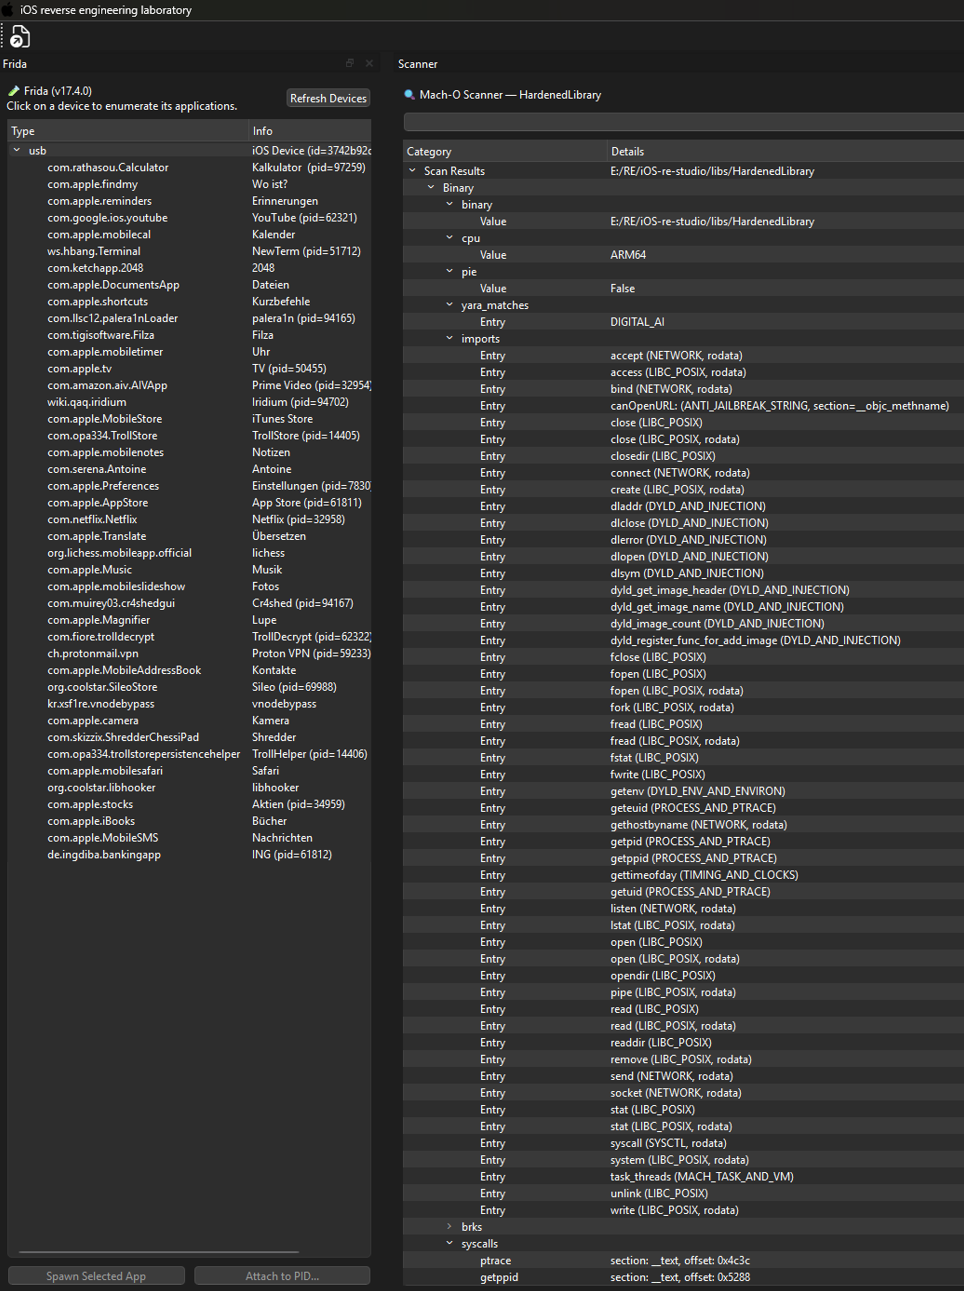 iOS reverse engineering laboratory
Frida
Frida (v17.4.0)
Click on a device to enumerate its applications.
Refresh Devices
Type Info
usb iOS Device (id=3742b92c
com.rathasou.Calculator Kalkulator (pid=97259)
com.apple.findmy Wo ist?
com.apple.reminders Erinnerungen
com.google.ios.youtube YouTube (pid=62321)
com.apple.mobilecal Kalender
ws.hbang.Terminal NewTerm (pid=51712)
com.ketchapp.2048 2048
com.apple.DocumentsApp Dateien
com.apple.shortcuts Kurzbefehle
com.llsc12.palera1nLoader palera1n (pid=94165)
com.tigisoftware.Filza Filza
com.apple.mobiletimer Uhr
com.apple.tv TV (pid=50455)
com.amazon.aiv.AIVApp Prime Video (pid=32954)
wiki.qaq.iridium Iridium (pid=94702)
com.apple.MobileStore iTunes Store
com.opa334.TrollStore TrollStore (pid=14405)
com.apple.mobilenotes Notizen
com.serena.Antoine Antoine
com.apple.Preferences Einstellungen (pid=7830)
com.apple.AppStore App Store (pid=61811)
com.netflix.Netflix Netflix (pid=32958)
com.apple.Translate Übersetzen
org.lichess.mobileapp.official lichess
com.apple.Music Musik
com.apple.mobileslideshow Fotos
com.muirey03.cr4shedgui Cr4shed (pid=94167)
com.apple.Magnifier Lupe
com.fiore.trolldecrypt TrollDecrypt (pid=62322)
ch.protonmail.vpn Proton VPN (pid=59233)
com.apple.MobileAddressBook Kontakte
org.coolstar.SileoStore Sileo (pid=69988)
kr.xsf1re.vnodebypass vnodebypass
com.apple.camera Kamera
com.skizzix.ShredderChessiPad Shredder
com.opa334.trollstorepersistencehelper TrollHelper (pid=14406)
com.apple.mobilesafari Safari
org.coolstar.libhooker libhooker
com.apple.stocks Aktien (pid=34959)
com.apple.iBooks Bücher
com.apple.MobileSMS Nachrichten
de.ingdiba.bankingapp ING (pid=61812)
Spawn Selected App
Attach to PID...
Scanner
Mach-O Scanner — HardenedLibrary
Category Details
Scan Results E:/RE/iOS-re-studio/libs/HardenedLibrary
Binary
binary
Value E:/RE/iOS-re-studio/libs/HardenedLibrary
cpu
Value ARM64
pie
Value False
yara_matches
Entry DIGITAL_AI
imports
Entry accept (NETWORK, rodata)
Entry access (LIBC_POSIX, rodata)
Entry bind (NETWORK, rodata)
Entry canOpenURL: (ANTI_JAILBREAK_STRING, section=__objc_methname)
Entry close (LIBC_POSIX)
Entry close (LIBC_POSIX, rodata)
Entry closedir (LIBC_POSIX)
Entry connect (NETWORK, rodata)
Entry create (LIBC_POSIX, rodata)
Entry dladdr (DYLD_AND_INJECTION)
Entry dlclose (DYLD_AND_INJECTION)
Entry dlerror (DYLD_AND_INJECTION)
Entry dlopen (DYLD_AND_INJECTION)
Entry dlsym (DYLD_AND_INJECTION)
Entry dyld_get_image_header (DYLD_AND_INJECTION)
Entry dyld_get_image_name (DYLD_AND_INJECTION)
Entry dyld_image_count (DYLD_AND_INJECTION)
Entry dyld_register_func_for_add_image (DYLD_AND_INJECTION)
Entry fclose (LIBC_POSIX)
Entry fopen (LIBC_POSIX)
Entry fopen (LIBC_POSIX, rodata)
Entry fork (LIBC_POSIX, rodata)
Entry fread (LIBC_POSIX)
Entry fread (LIBC_POSIX, rodata)
Entry fstat (LIBC_POSIX)
Entry fwrite (LIBC_POSIX)
Entry getenv (DYLD_ENV_AND_ENVIRON)
Entry geteuid (PROCESS_AND_PTRACE)
Entry gethostbyname (NETWORK, rodata)
Entry getpid (PROCESS_AND_PTRACE)
Entry getppid (PROCESS_AND_PTRACE)
Entry gettimeofday (TIMING_AND_CLOCKS)
Entry getuid (PROCESS_AND_PTRACE)
Entry listen (NETWORK, rodata)
Entry lstat (LIBC_POSIX, rodata)
Entry open (LIBC_POSIX)
Entry open (LIBC_POSIX, rodata)
Entry opendir (LIBC_POSIX)
Entry pipe (LIBC_POSIX, rodata)
Entry read (LIBC_POSIX)
Entry read (LIBC_POSIX, rodata)
Entry readdir (LIBC_POSIX)
Entry remove (LIBC_POSIX, rodata)
Entry send (NETWORK, rodata)
Entry socket (NETWORK, rodata)
Entry stat (LIBC_POSIX)
Entry stat (LIBC_POSIX, rodata)
Entry syscall (SYSCTL, rodata)
Entry system (LIBC_POSIX, rodata)
Entry task_threads (MACH_TASK_AND_VM)
Entry unlink (LIBC_POSIX)
Entry write (LIBC_POSIX, rodata)
brks
syscalls
ptrace section: __text, offset: 0x4c3c
getppid section: __text, offset: 0x5288